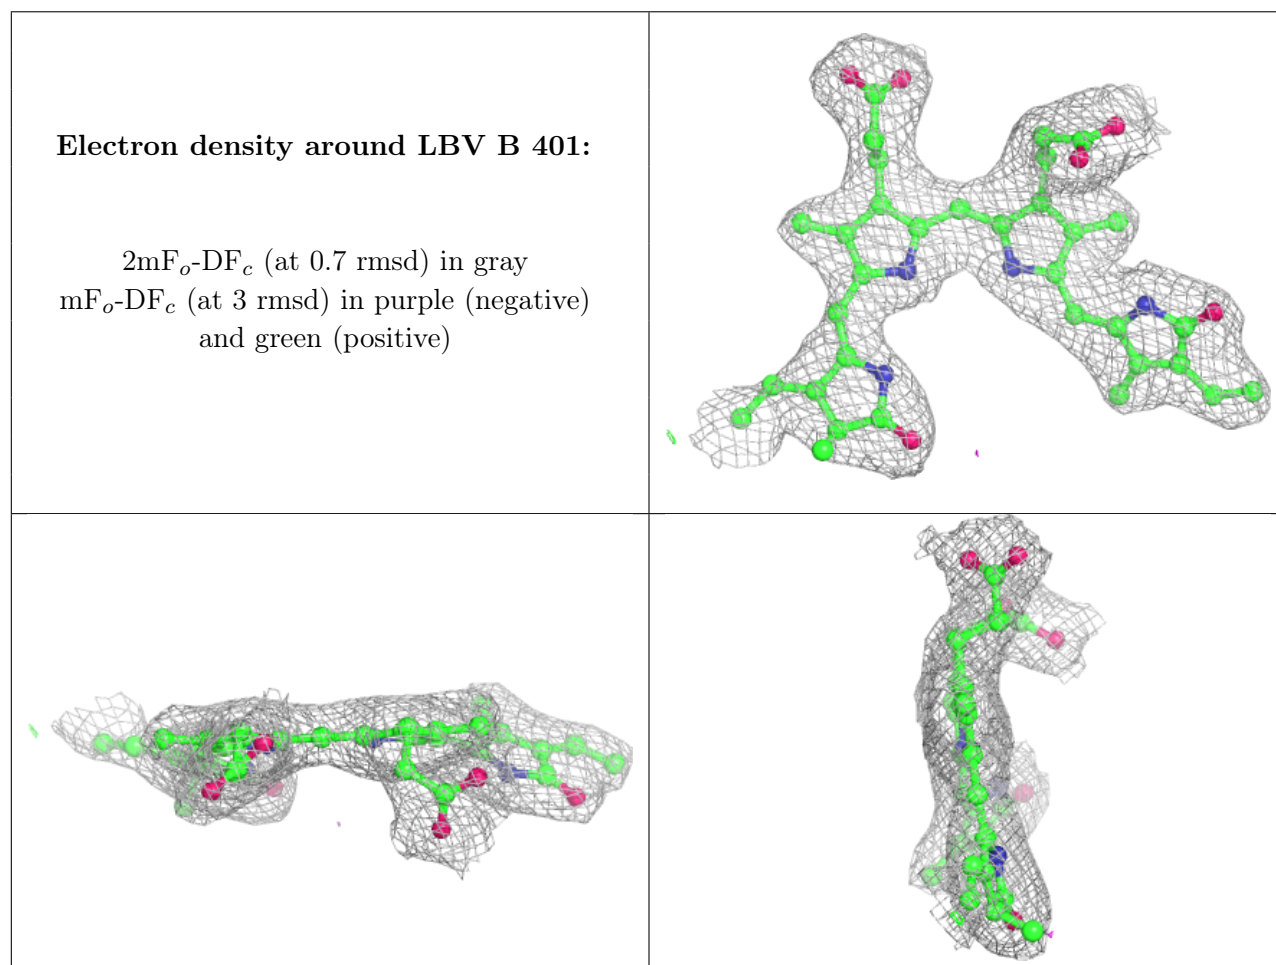 Electron density around LBV B 401:
2mFo-DFc (at 0.7 rmsd) in gray
mFo-DFc (at 3 rmsd) in purple (negative)
and green (positive)